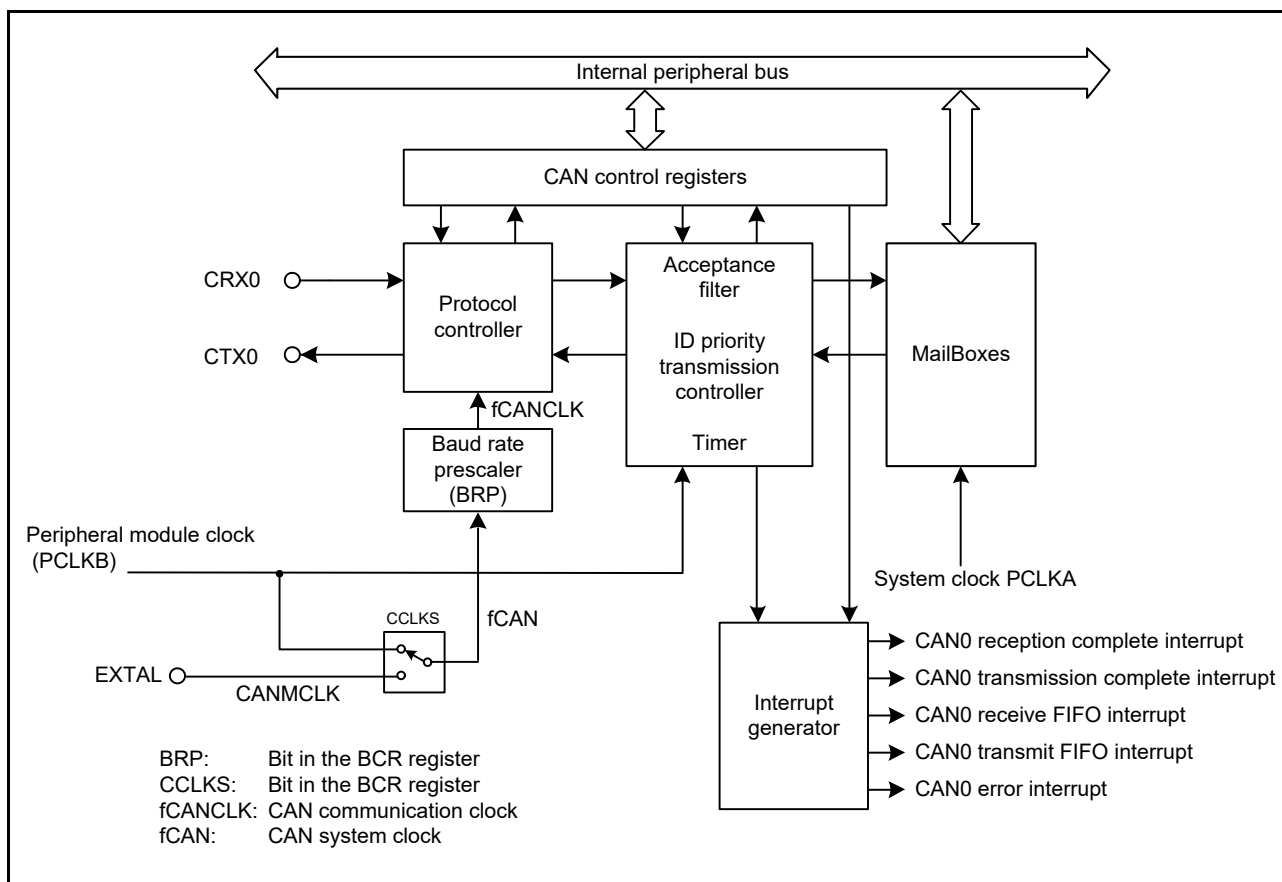 Internal peripheral bus
CAN control registers
CRX0
CTX0
Protocol
controller
Acceptance
filter
ID priority
transmission
controller
Timer
MailBoxes
fCANCLK
Baud rate
prescaler
(BRP)
Peripheral module clock
(PCLKB)
System clock PCLKA
CCLKS
fCAN
EXTAL
CANMCLK
Interrupt
generator
CAN0 reception complete interrupt
CAN0 transmission complete interrupt
CAN0 receive FIFO interrupt
CAN0 transmit FIFO interrupt
CAN0 error interrupt
BRP: Bit in the BCR register
CCLKS: Bit in the BCR register
fCANCLK: CAN communication clock
fCAN: CAN system clock